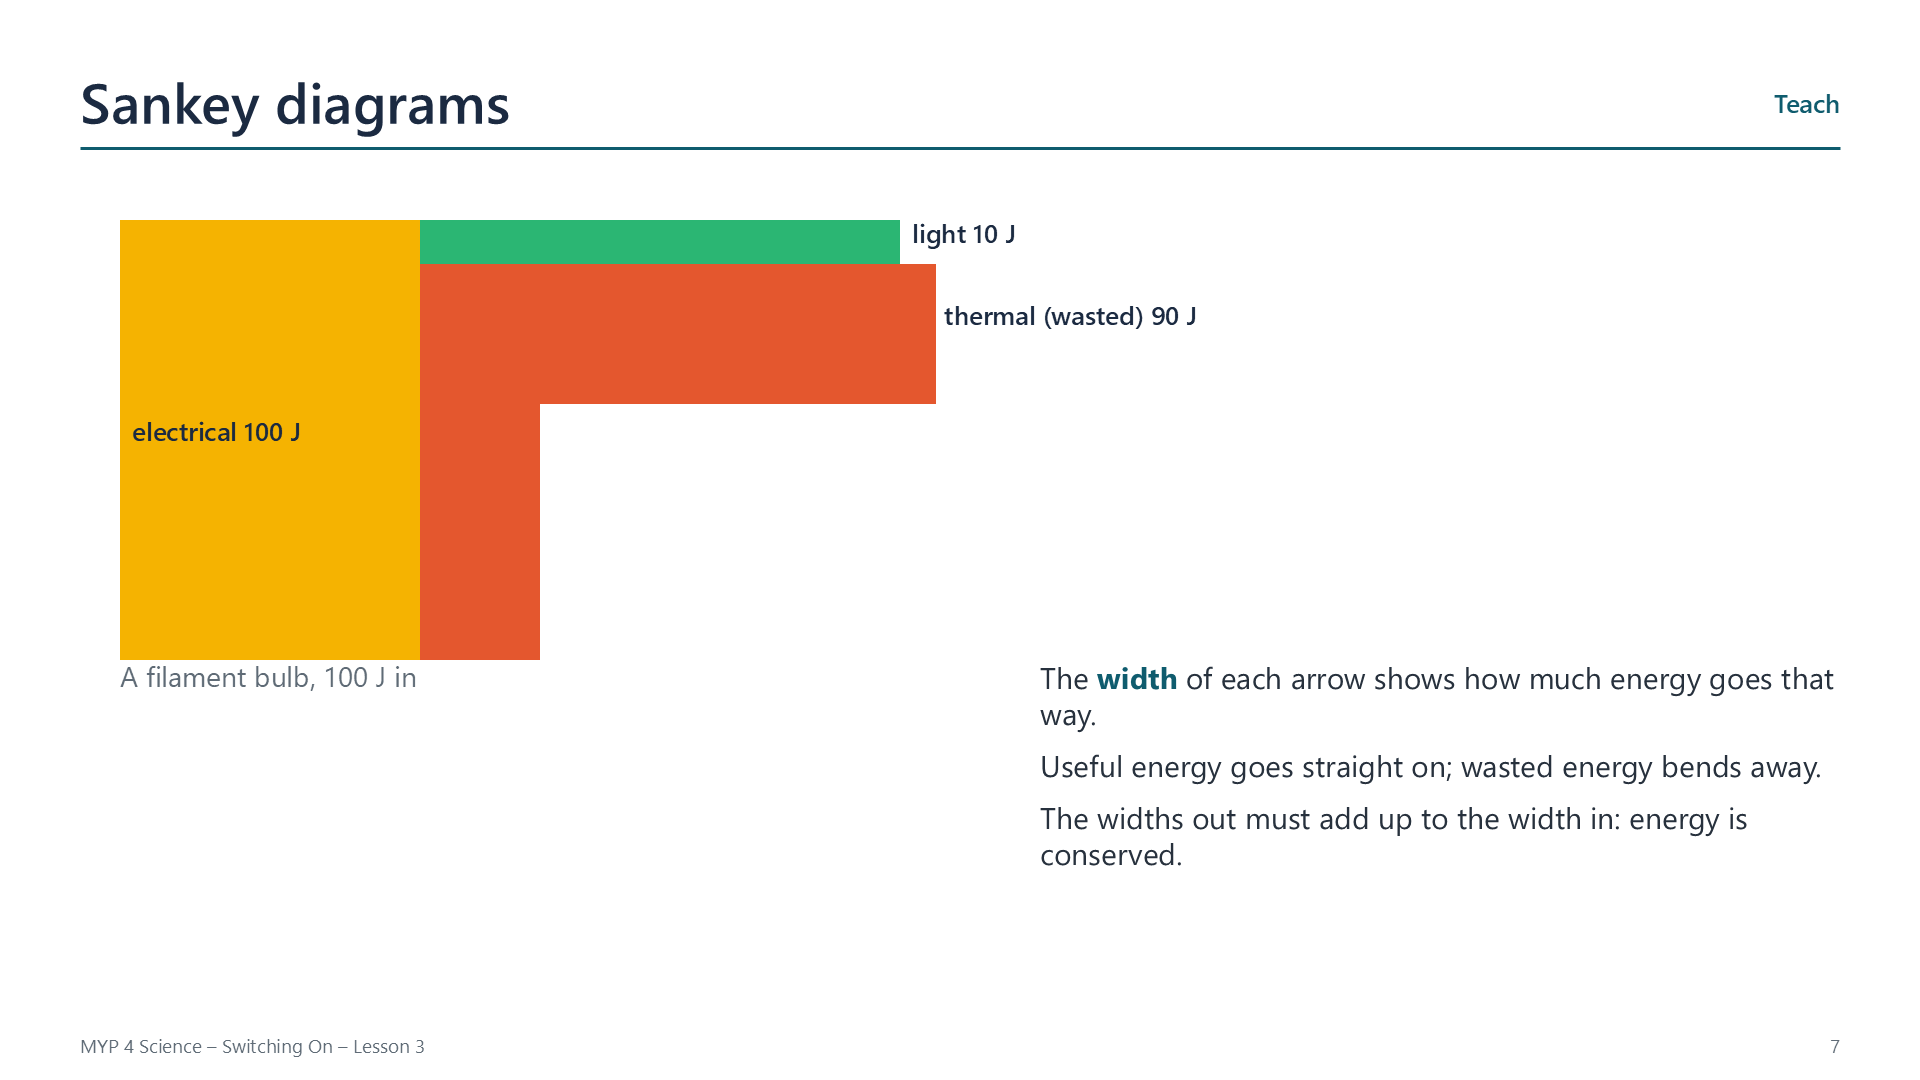 Sankey diagrams
Teach
light 10 J
thermal (wasted) 90 J
electrical 100 J
A filament bulb, 100 J in
The width of each arrow shows how much energy goes that
way.
Useful energy goes straight on; wasted energy bends away.
The widths out must add up to the width in: energy is
conserved.
MYP 4 Science – Switching On – Lesson 3
7